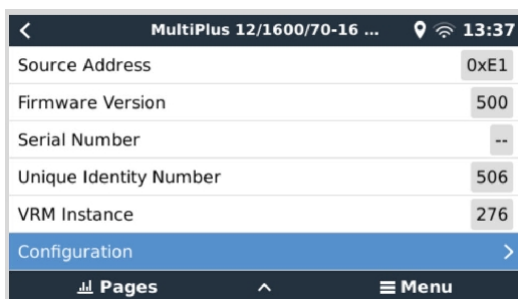 MultiPlus 12/1600/70-16 ... 13:37
Source Address 0xE1
Firmware Version 500
Serial Number --
Unique Identity Number 506
VRM Instance 276
Configuration
Pages Menu